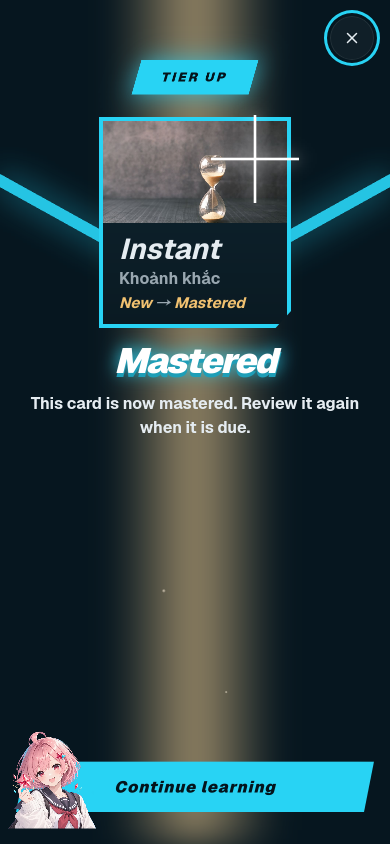 TIER UP
Instant
Khoảnh khắc
New → Mastered
Mastered
This card is now mastered. Review it again
when it is due.
Continue learning